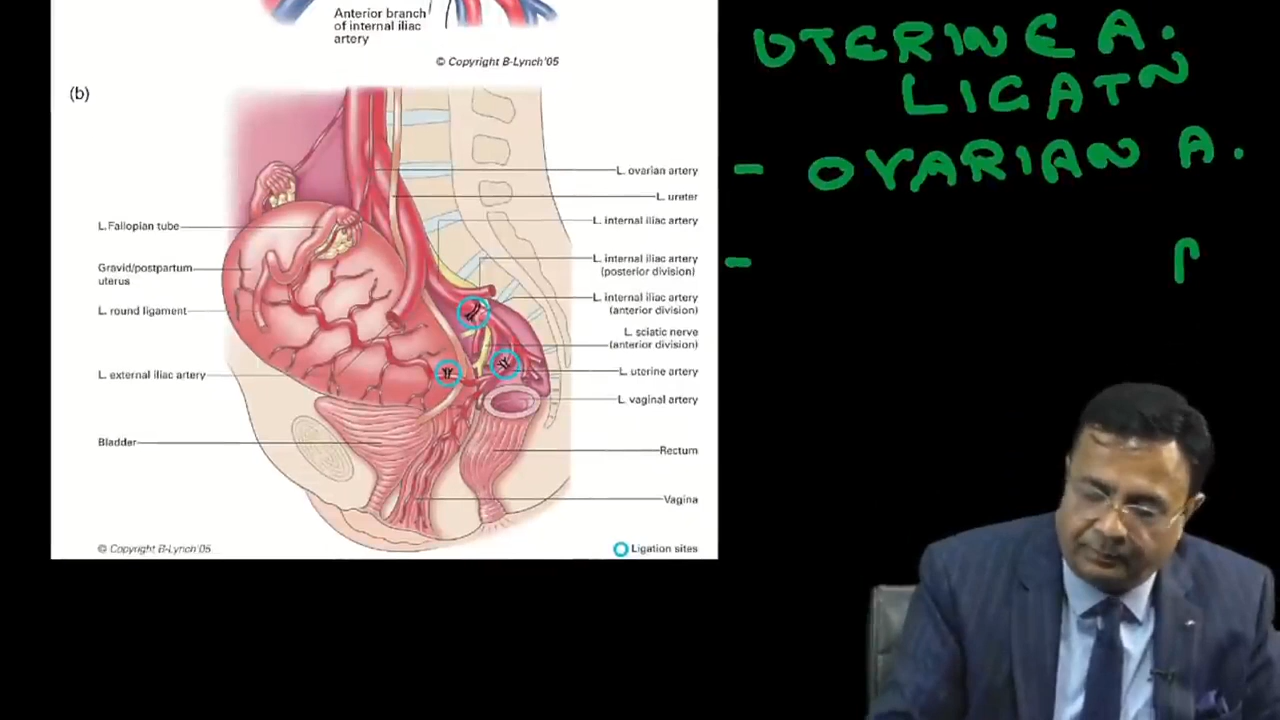 Anterior branch
of internal iliac
artery
© Copyright B-Lynch'05
(b)
L. ovarian artery
L. ureter
L. internal iliac artery
L. internal iliac artery
(posterior division)
L. internal iliac artery
(anterior division)
L. sciatic nerve
(anterior division)
L. uterine artery
L. vaginal artery
Rectum
Vagina
L. Fallopian tube
Gravid/postpartum
uterus
L. round ligament
L. external iliac artery
Bladder
© Copyright B-Lynch'05
Ligation sites
UTERINE A.
LIGATN
- OVARIAN A.
-